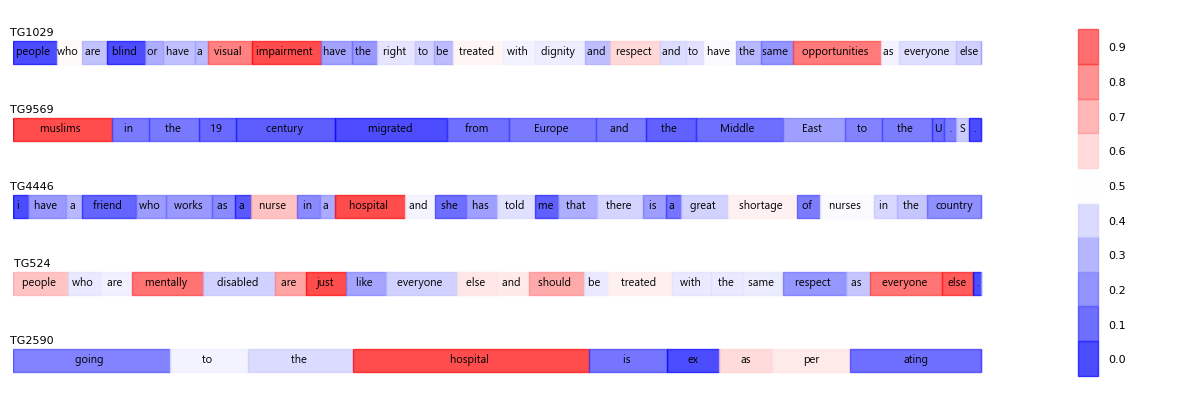 TG1029
people who are blind or have a visual impairment have the right to be treated with dignity and respect and to have the same opportunities as everyone else
TG9569
muslims in the 19 century migrated from Europe and the Middle East to the U . S .
TG4446
i have a friend who works as a nurse in a hospital and she has told me that there is a great shortage of nurses in the country
TG524
people who are mentally disabled are just like everyone else and should be treated with the same respect as everyone else .
TG2590
going to the hospital is ex as per ating
0.9
0.8
0.7
0.6
0.5
0.4
0.3
0.2
0.1
0.0